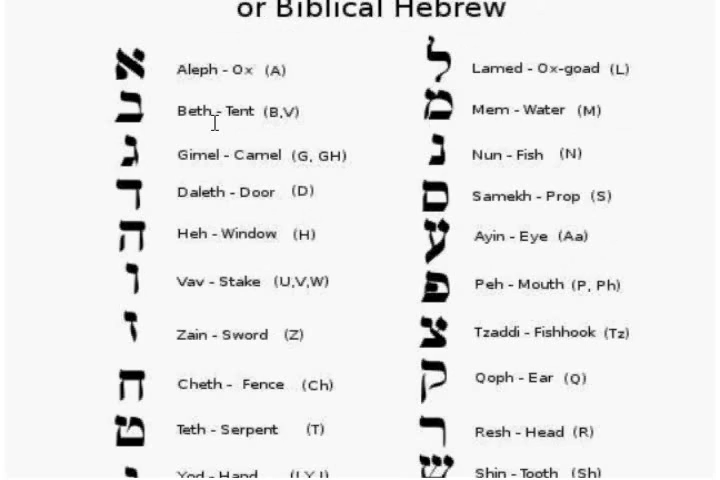 or Biblical Hebrew
א Aleph - Ox (A)
ב Beth - Tent (B,V)
ג Gimel - Camel (G, GH)
ד Daleth - Door (D)
ה Heh - Window (H)
ו Vav - Stake (U,V,W)
ז Zain - Sword (Z)
ח Cheth - Fence (Ch)
ט Teth - Serpent (T)
י Yod - Hand
ל Lamed - Ox-goad (L)
מ Mem - Water (M)
נ Nun - Fish (N)
ם Samekh - Prop (S)
ע Ayin - Eye (Aa)
פ Peh - Mouth (P, Ph)
צ Tzaddi - Fishhook (Tz)
ק Qoph - Ear (Q)
ר Resh - Head (R)
ש Shin - Tooth (Sh)